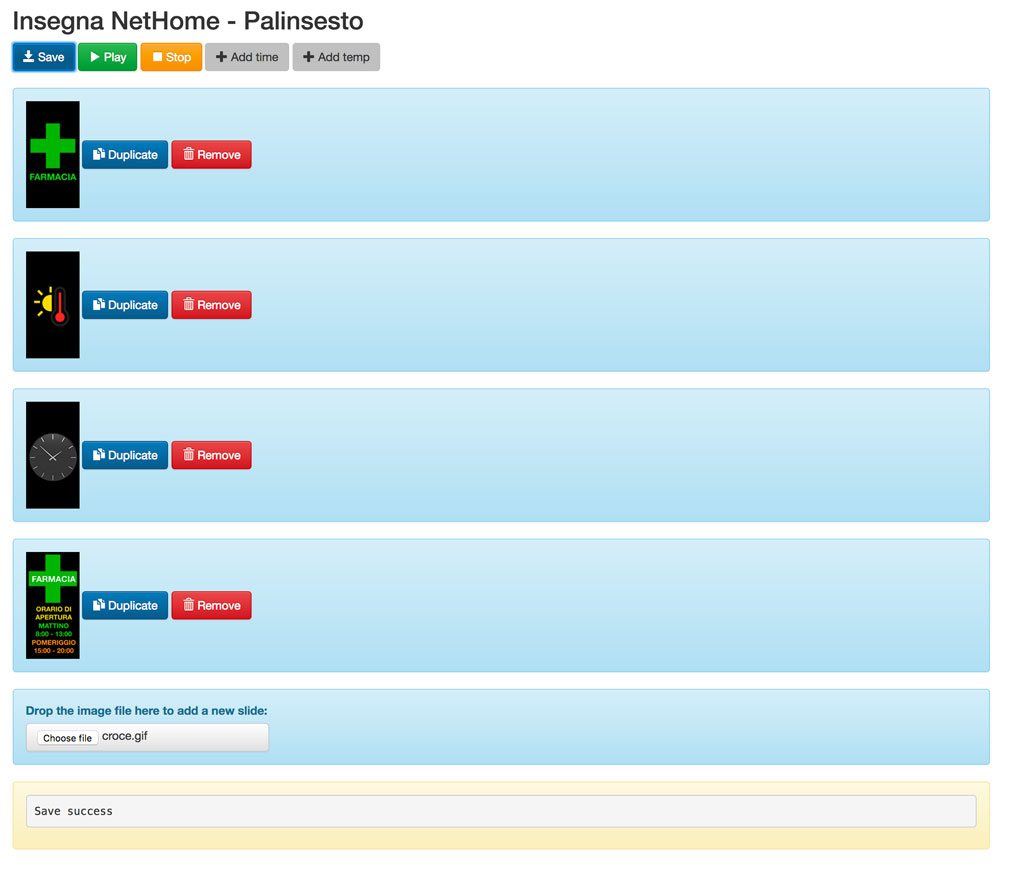 Insegna NetHome - Palinsesto
Save Play Stop Add time Add temp
FARMACIA
Duplicate Remove
Duplicate Remove
Duplicate Remove
FARMACIA
ORARIO DI
APERTURA
MATTINO
8:00 - 13:00
POMERIGGIO
15:00 - 20:00
Duplicate Remove
Drop the image file here to add a new slide:
Choose file croce.gif
Save success